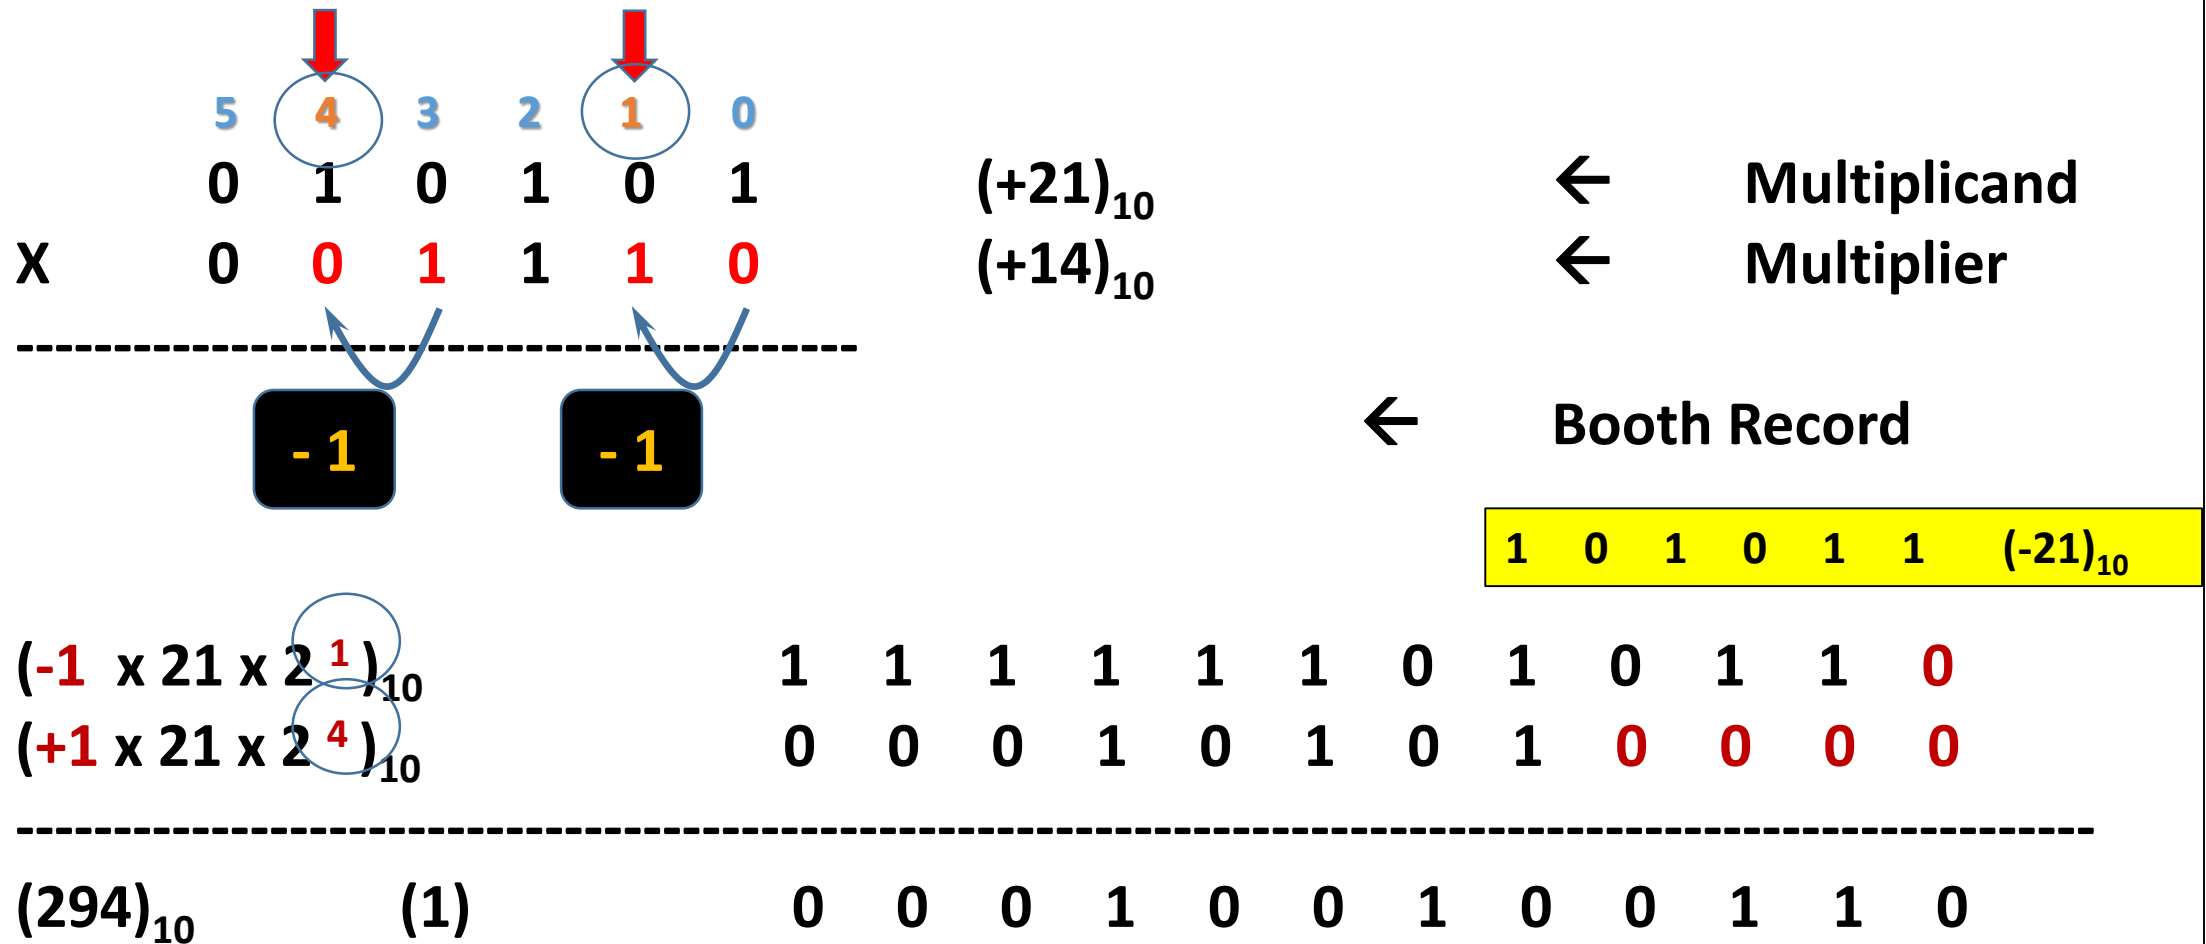 5 4 3 2 1 0
0 1 0 1 0 1 (+21)10 ← Multiplicand
X 0 0 1 1 1 0 (+14)10 ← Multiplier
--------------------------------------------
- 1 - 1 ← Booth Record
1 0 1 0 1 1 (-21)10
(-1 x 21 x 2 1 )10 1 1 1 1 1 1 0 1 0 1 1 0
(+1 x 21 x 2 4 )10 0 0 0 1 0 1 0 1 0 0 0 0
--------------------------------------------------------------------------------------------------------------
(294)10 (1) 0 0 0 1 0 0 1 0 0 1 1 0